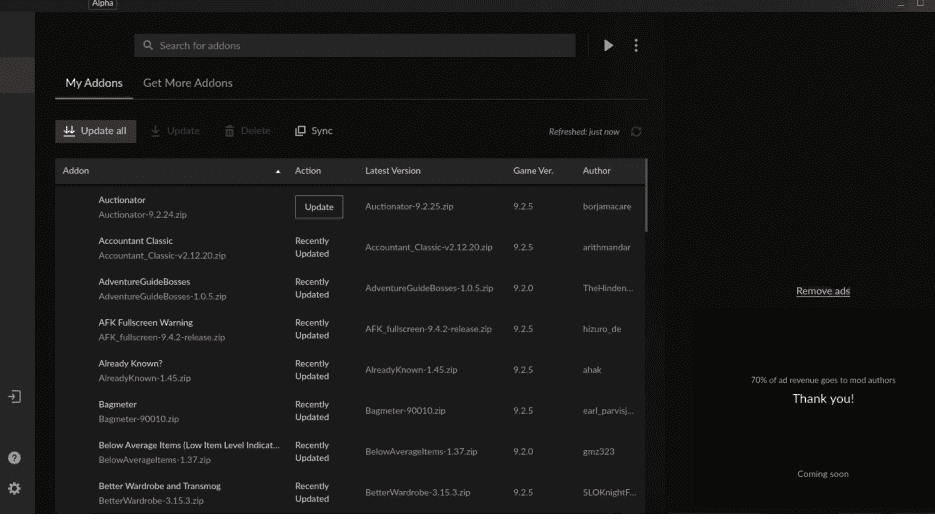 Alpha
Search for addons
My Addons Get More Addons
Update all Update Delete Sync Refreshed: just now
Addon Action Latest Version Game Ver. Author
Auctionator
Auctionator-9.2.24.zip Update Auctionator-9.2.25.zip 9.2.5 borjamacare
Accountant Classic Recently
Accountant_Classic-v2.12.20.zip Updated Accountant_Classic-v2.12.20.zip 9.2.5 arithmandar
AdventureGuideBosses Recently
AdventureGuideBosses-1.0.5.zip Updated AdventureGuideBosses-1.0.5.zip 9.2.0 TheHinden...
Remove ads
AFK Fullscreen Warning Recently
AFK_fullscreen-9.4.2-release.zip Updated AFK_fullscreen-9.4.2-release.zip 9.2.5 hizuro_de
Already Known? Recently
AlreadyKnown-1.45.zip Updated AlreadyKnown-1.45.zip 9.2.5 ahak
70% of ad revenue goes to mod authors
Thank you!
Bagmeter Recently
Bagmeter-90010.zip Updated Bagmeter-90010.zip 9.2.5 earl_parvisj...
Below Average Items (Low Item Level Indicat... Recently
BelowAverageItems-1.37.zip Updated BelowAverageItems-1.37.zip 9.2.0 gmz323
Coming soon
Better Wardrobe and Transmog Recently
BetterWardrobe-3.15.3.zip Updated BetterWardrobe-3.15.3.zip 9.2.5 SLOKnightF...